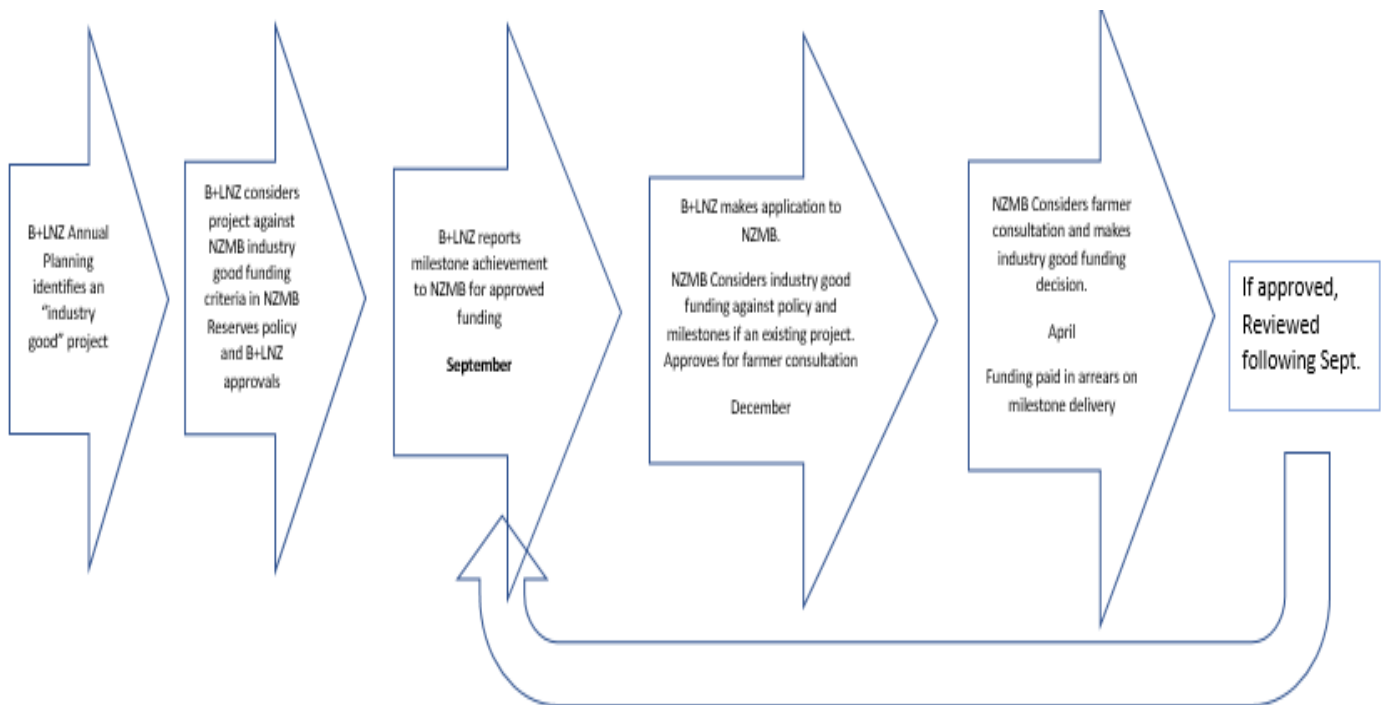 B+LNZ Annual
Planning
identifies an
"industry
good" project
B+LNZ considers
project against
NZMB industry
good funding
criteria in NZMB
Reserves policy
and B+LNZ
approvals
B+LNZ reports
milestone achievement
to NZMB for approved
funding
September
B+LNZ makes application to
NZMB.
NZMB Considers industry good
funding against policy and
milestones if an existing project.
Approves for farmer consultation
December
NZMB Considers farmer
consultation and makes
industry good funding
decision.
April
Funding paid in arrears on
milestone delivery
If approved,
Reviewed
following Sept.